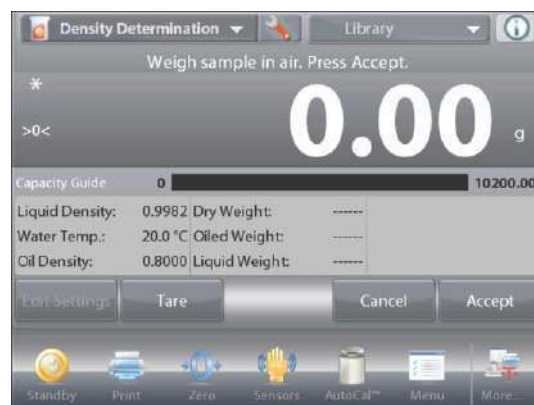 Density Determination Library
Weigh sample in air. Press Accept.
*
>0<
0.00 g
Capacity Guide 0 10200.00
Liquid Density: 0.9982 Dry Weight: ------
Water Temp.: 20.0 °C Oiled Weight: ------
Oil Density: 0.8000 Liquid Weight: ------
Edit Settings Tare Cancel Accept
Standby Print Zero Sensors AutoCal™ Menu More...